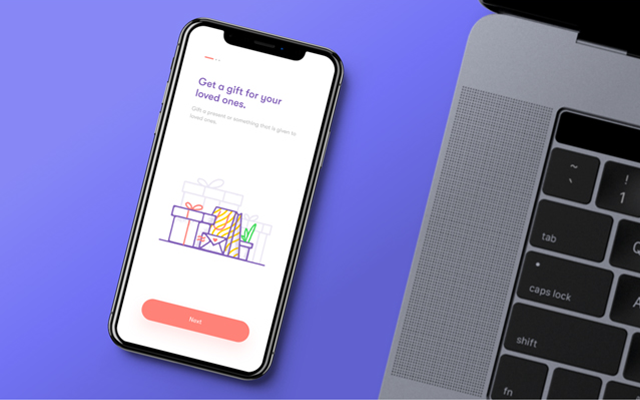 Get a gift for your
loved ones.
Gift a present or something that is given to
loved ones.
Next
~
`
!
1
tab
Q
caps lock
A
shift
fn